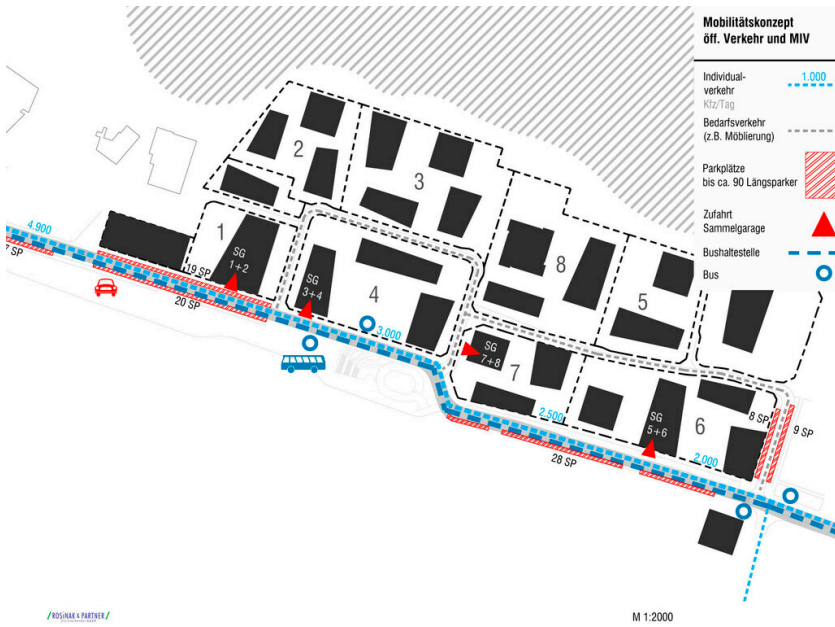 Mobilitätskonzept
öff. Verkehr und MIV
Individual-
verkehr
Kfz/Tag
1.000
Bedarfsverkehr
(z.B. Möblierung)
Parkplätze
bis ca. 90 Längsparker
Zufahrt
Sammelgarage
Bushaltestelle
Bus
2
3
1
8
4
5
7
6
4.900
7 SP
19 SP
20 SP
SG
1+2
SG
3+4
3.000
SG
7+8
2.500
SG
5+6
8 SP
9 SP
2.000
28 SP
/ROSiNAK & PARTNER/
M 1:2000